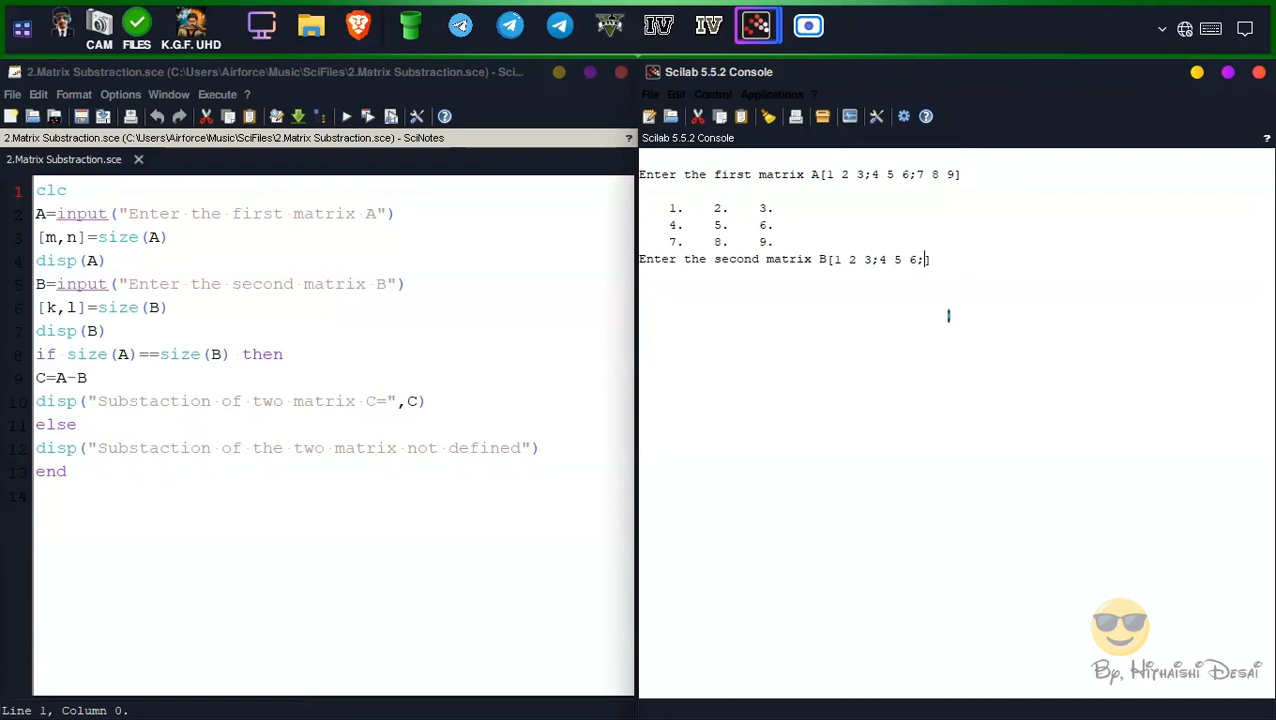 CAM
FILES
K.G.F. UHD
2.Matrix Substraction.sce (C:\Users\Airforce\Music\SciFiles\2.Matrix Substraction.sce) - Sci...
File Edit Format Options Window Execute ?
2.Matrix Substraction.sce (C:\Users\Airforce\Music\SciFiles\2.Matrix Substraction.sce) - SciNotes ?
2.Matrix Substraction.sce
1 clc
2 A=input("Enter the first matrix A")
3 [m,n]=size(A)
4 disp(A)
5 B=input("Enter the second matrix B")
6 [k,l]=size(B)
7 disp(B)
8 if size(A)==size(B) then
9 C=A-B
10 disp("Substaction of two matrix C=",C)
11 else
12 disp("Substaction of the two matrix not defined")
13 end
14
Line 1, Column 0.
Scilab 5.5.2 Console
File Edit Control Applications ?
Scilab 5.5.2 Console ?
Enter the first matrix A[1 2 3;4 5 6;7 8 9]
1. 2. 3.
4. 5. 6.
7. 8. 9.
Enter the second matrix B[1 2 3;4 5 6;]
By, Hithaishi Desai